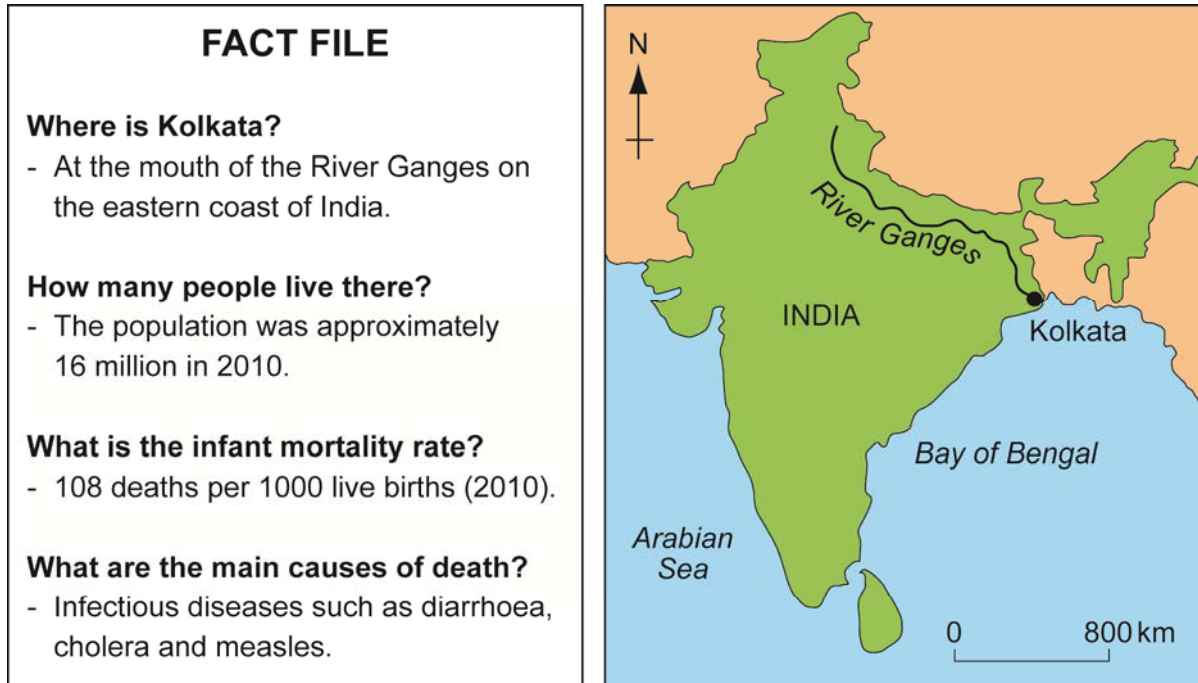 FACT FILE
Where is Kolkata?
- At the mouth of the River Ganges on
the eastern coast of India.
How many people live there?
- The population was approximately
16 million in 2010.
What is the infant mortality rate?
- 108 deaths per 1000 live births (2010).
What are the main causes of death?
- Infectious diseases such as diarrhoea,
cholera and measles.
N
River Ganges
INDIA
Kolkata
Bay of Bengal
Arabian
Sea
0 800 km